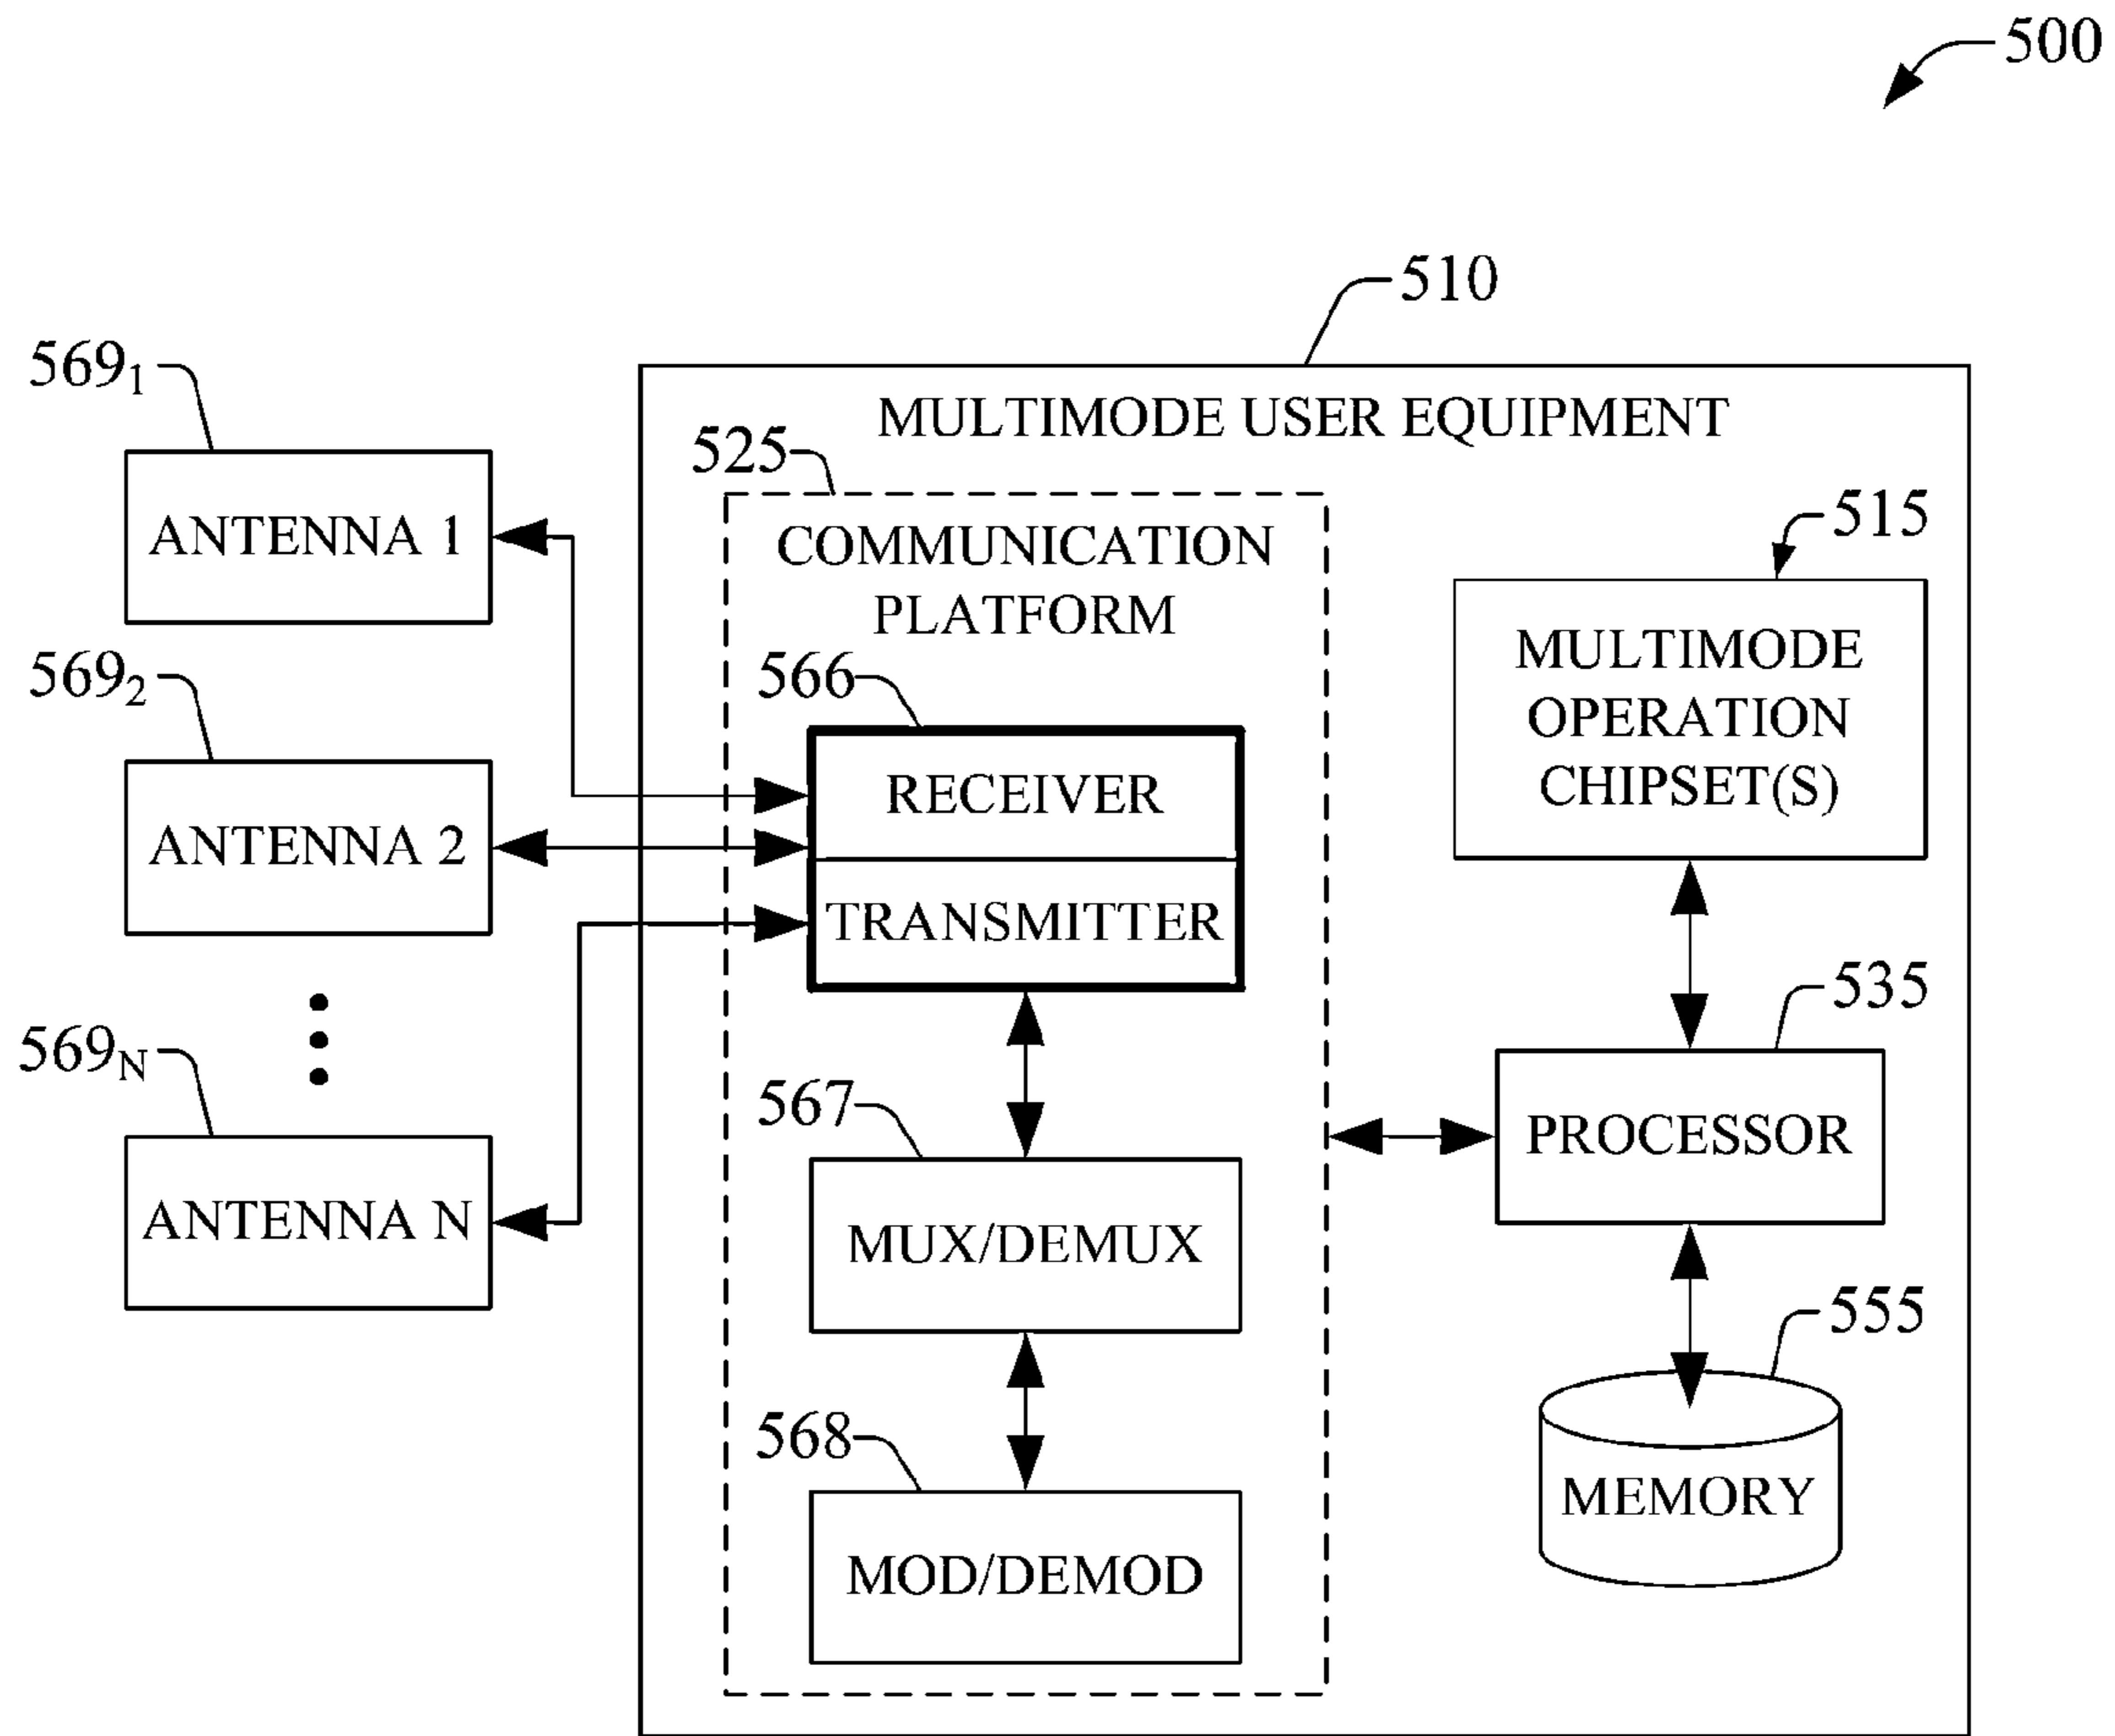 500
510
569₁
MULTIMODE USER EQUIPMENT
525
ANTENNA 1
COMMUNICATION
PLATFORM
515
MULTIMODE
OPERATION
CHIPSET(S)
569₂
566
RECEIVER
ANTENNA 2
TRANSMITTER
535
569N
567
PROCESSOR
ANTENNA N
MUX/DEMUX
555
568
MEMORY
MOD/DEMOD